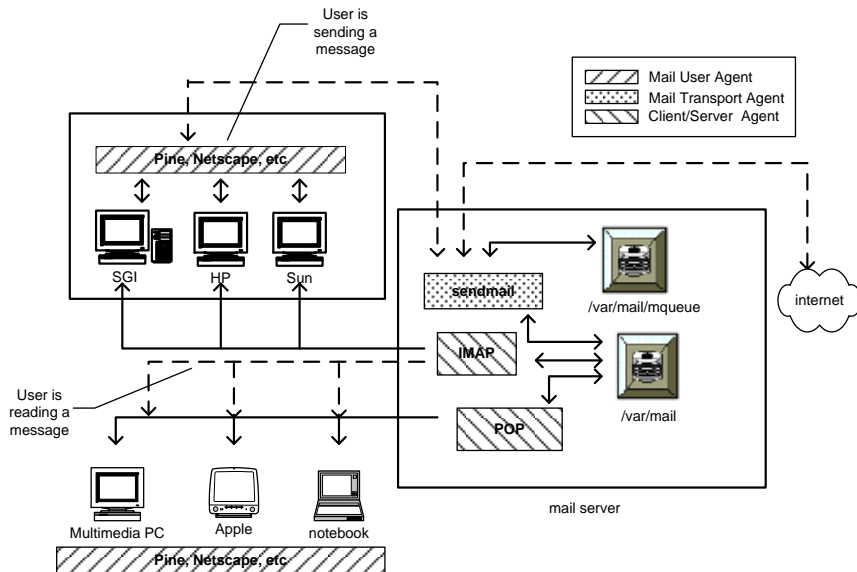 User is
sending a
message
Mail User Agent
Mail Transport Agent
Client/Server Agent
Pine, Netscape, etc
SGI
HP
Sun
sendmail
/var/mail/mqueue
internet
IMAP
/var/mail
User is
reading a
message
POP
mail server
Multimedia PC
Apple
notebook
Pine, Netscape, etc